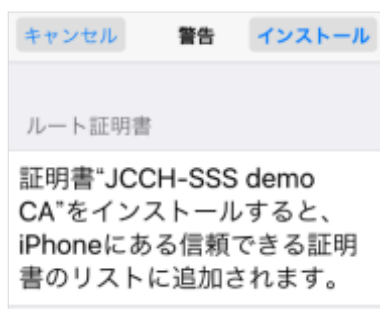 キャンセル 警告 インストール
ルート証明書
証明書“JCCH-SSS demo
CA”をインストールすると、
iPhoneにある信頼できる証明
書のリストに追加されます。